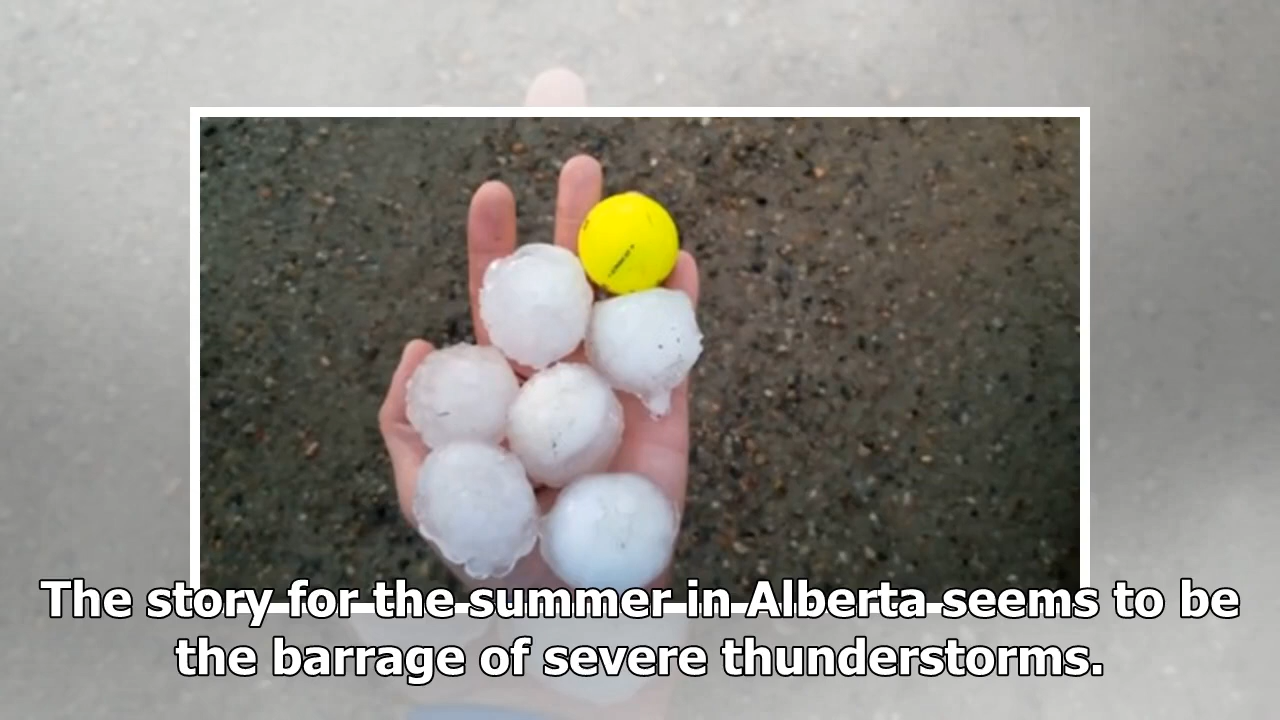 The story for the summer in Alberta seems to be
the barrage of severe thunderstorms.